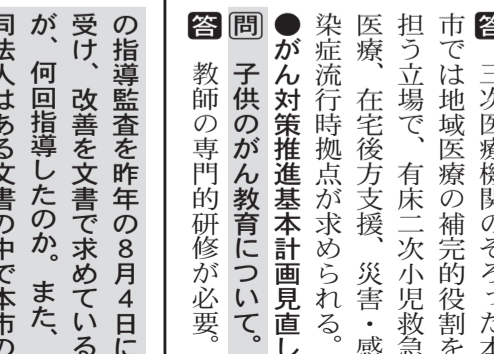 答 三次医療機関のそろった本
市では地域医療の補完的役割を
担う立場で、有床二次小児救急
医療、在宅後方支援、災害・感
染症流行時拠点が求められる。
●がん対策推進基本計画見直し
問 子供のがん教育について。
答 教師の専門的研修が必要。
の指導監査を昨年の8月4日に
受け、改善を文書で求めている
が、何回指導したのか。また、
同法人はある文書の中で本市の